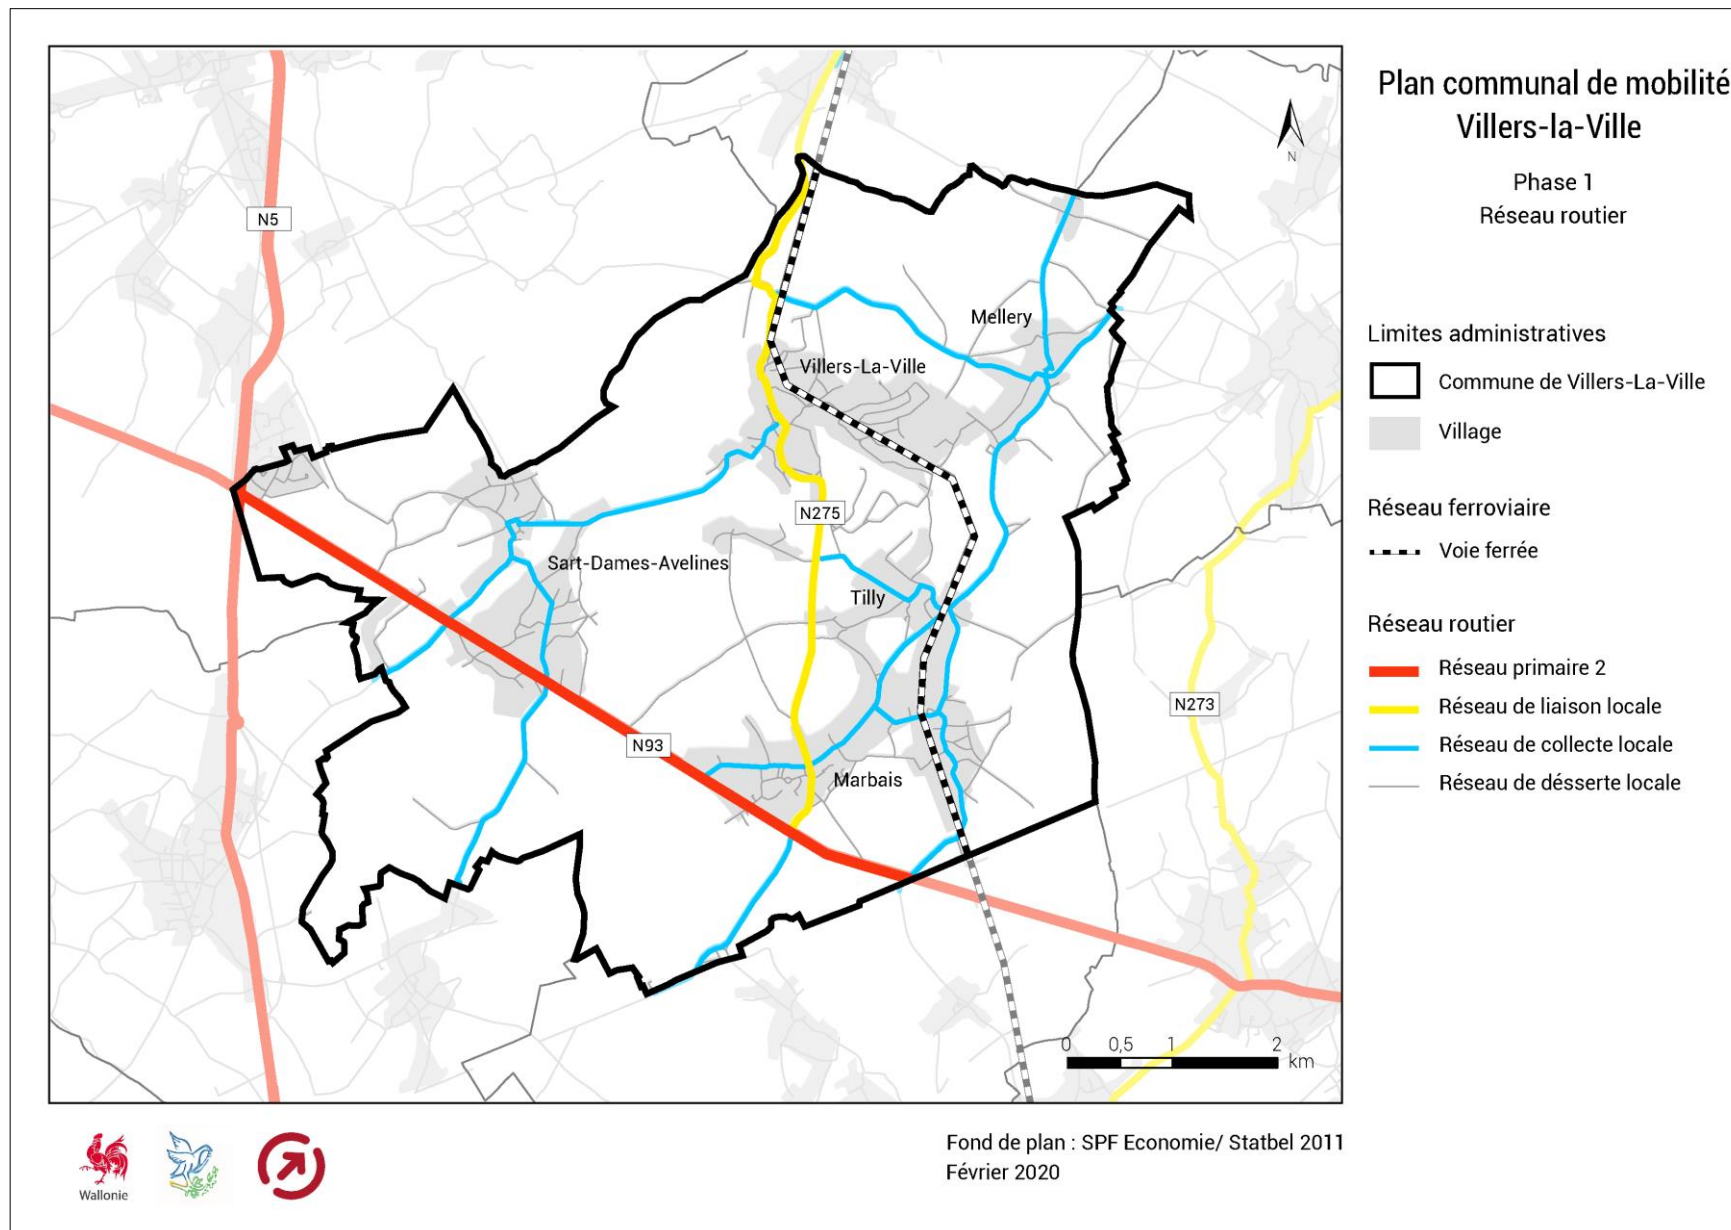 Plan communal de mobilité
Villers-la-Ville
Phase 1
Réseau routier
N
Limites administratives
Commune de Villers-La-Ville
Village
Réseau ferroviaire
Voie ferrée
Réseau routier
Réseau primaire 2
Réseau de liaison locale
Réseau de collecte locale
Réseau de désserte locale
N5
Mellery
Villers-La-Ville
N275
Sart-Dames-Avelines
Tilly
N273
N93
Marbais
0 0,5 1 2
km
Fond de plan : SPF Economie/ Statbel 2011
Février 2020
Wallonie